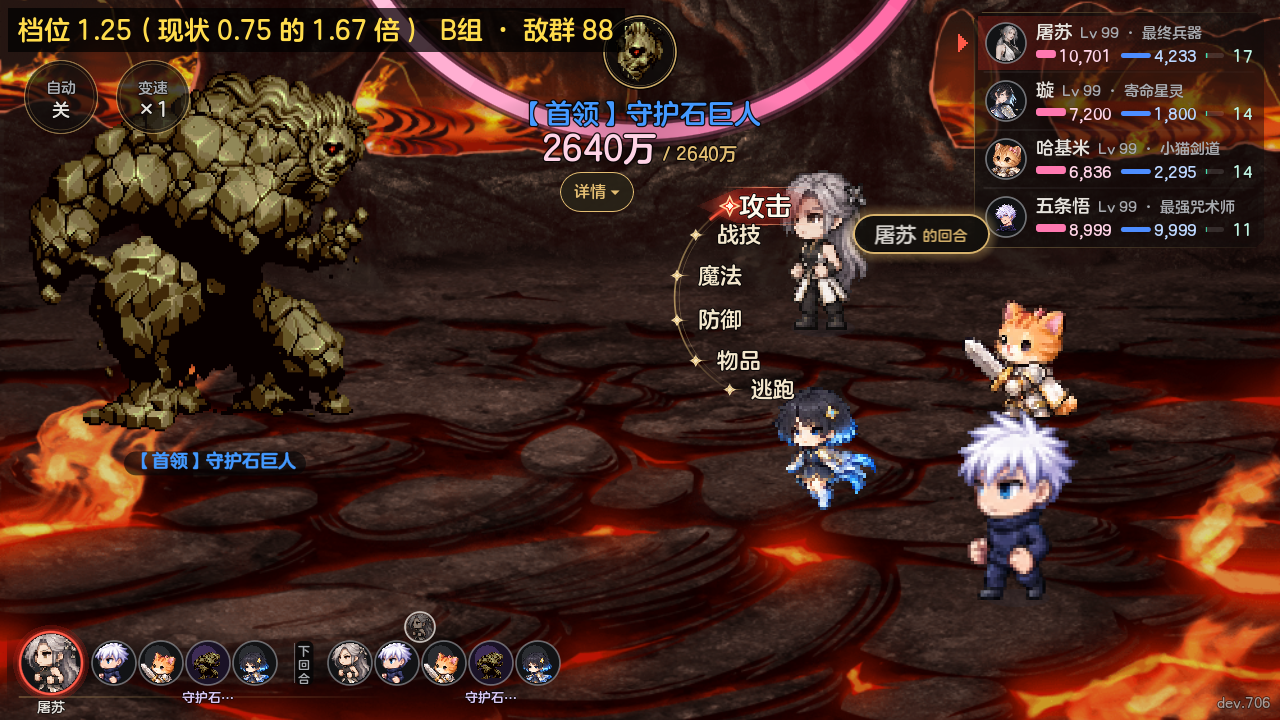 档位 1.25（现状 0.75 的 1.67 倍） B组 · 敌群 88
自动
关
变速
×1
【首领】守护石巨人
2640万 / 2640万
详情
攻击
战技
魔法
防御
物品
逃跑
屠苏 的回合
屠苏 Lv 99 · 最终兵器
10,701 4,233 17
璇 Lv 99 · 寄命星灵
7,200 1,800 14
哈基米 Lv 99 · 小猫剑道
6,836 2,295 14
五条悟 Lv 99 · 最强咒术师
8,999 9,999 11
【首领】守护石巨人
屠苏
守护石…
下回合
守护石…
dev.706